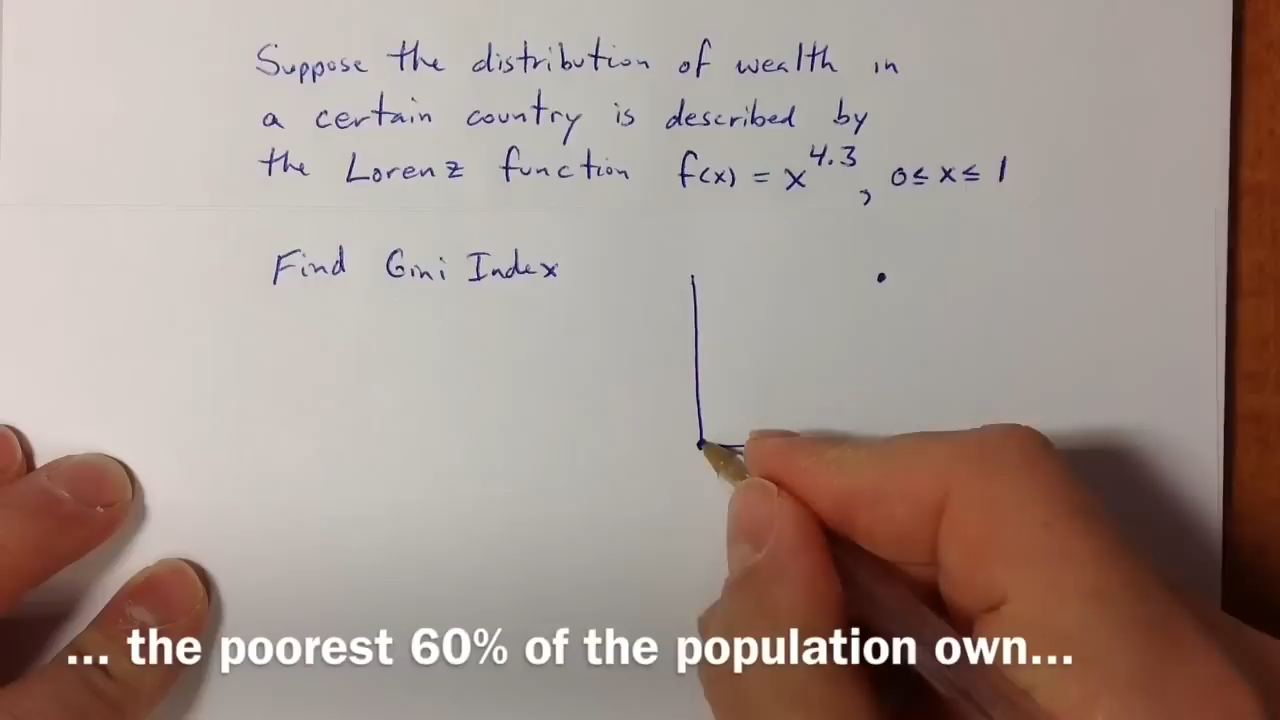 Suppose the distribution of wealth in
a certain country is described by
the Lorenz function f(x) = x^4.3, 0 ≤ x ≤ 1
Find Gini Index
... the poorest 60% of the population own...